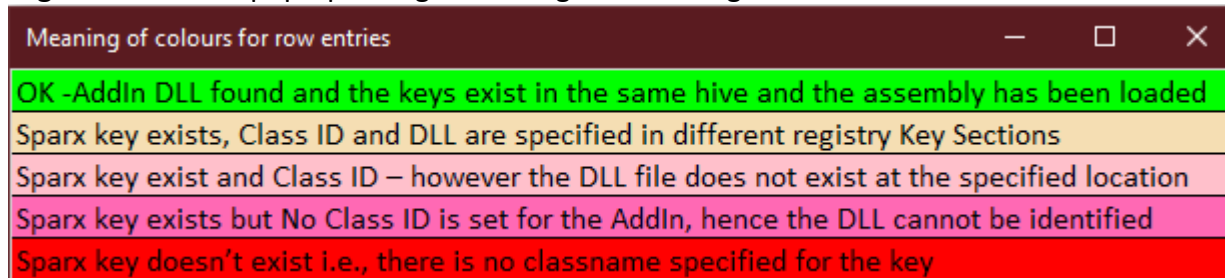 Meaning of colours for row entries
OK -AddIn DLL found and the keys exist in the same hive and the assembly has been loaded
Sparx key exists, Class ID and DLL are specified in different registry Key Sections
Sparx key exist and Class ID – however the DLL file does not exist at the specified location
Sparx key exists but No Class ID is set for the AddIn, hence the DLL cannot be identified
Sparx key doesn’t exist i.e., there is no classname specified for the key